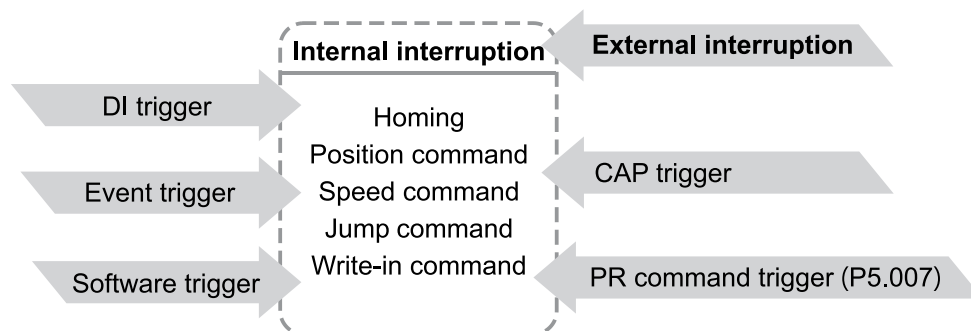 Internal interruption
External interruption
DI trigger
Homing
Position command
CAP trigger
Event trigger
Speed command
Jump command
Write-in command
Software trigger
PR command trigger (P5.007)